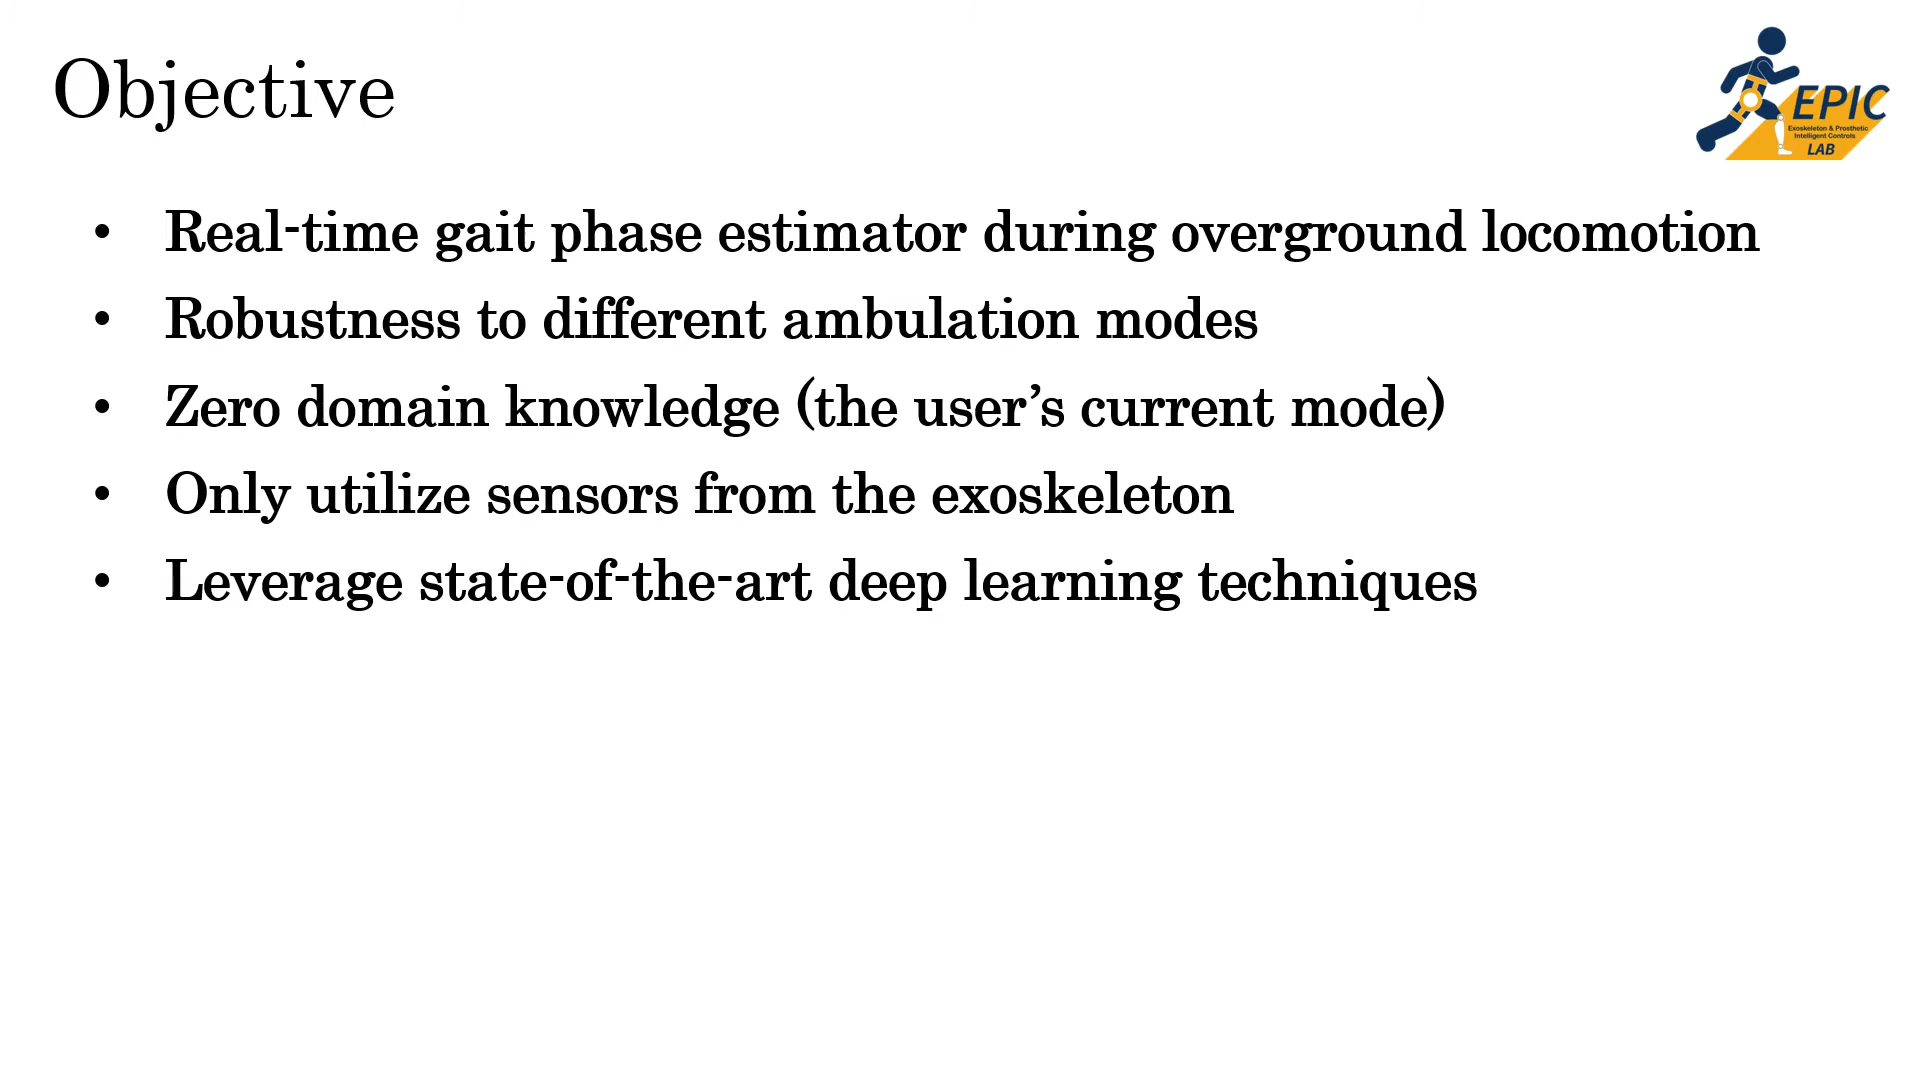 Objective
EPIC
Exoskeleton & Prosthetic
Intelligent Controls
LAB
• Real-time gait phase estimator during overground locomotion
• Robustness to different ambulation modes
• Zero domain knowledge (the user’s current mode)
• Only utilize sensors from the exoskeleton
• Leverage state-of-the-art deep learning techniques